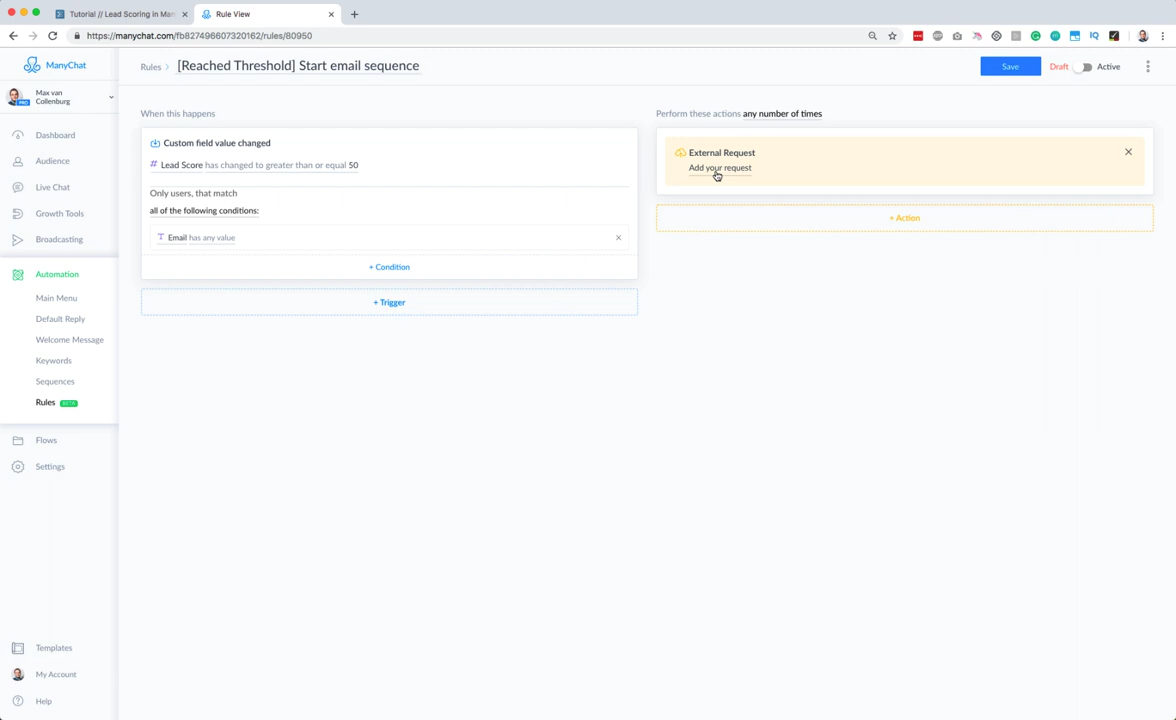 Tutorial // Lead Scoring in Man
Rule View
https://manychat.com/fb827496607320162/rules/80950
ManyChat
Rules
[Reached Threshold] Start email sequence
Save
Draft
Active
Max van
Collenburg
PRO
Dashboard
Audience
Live Chat
Growth Tools
Broadcasting
Automation
Main Menu
Default Reply
Welcome Message
Keywords
Sequences
Rules BETA
Flows
Settings
Templates
My Account
Help
When this happens
Custom field value changed
# Lead Score has changed to greater than or equal 50
Only users, that match
all of the following conditions:
T Email has any value
+ Condition
+ Trigger
Perform these actions any number of times
External Request
Add your request
+ Action